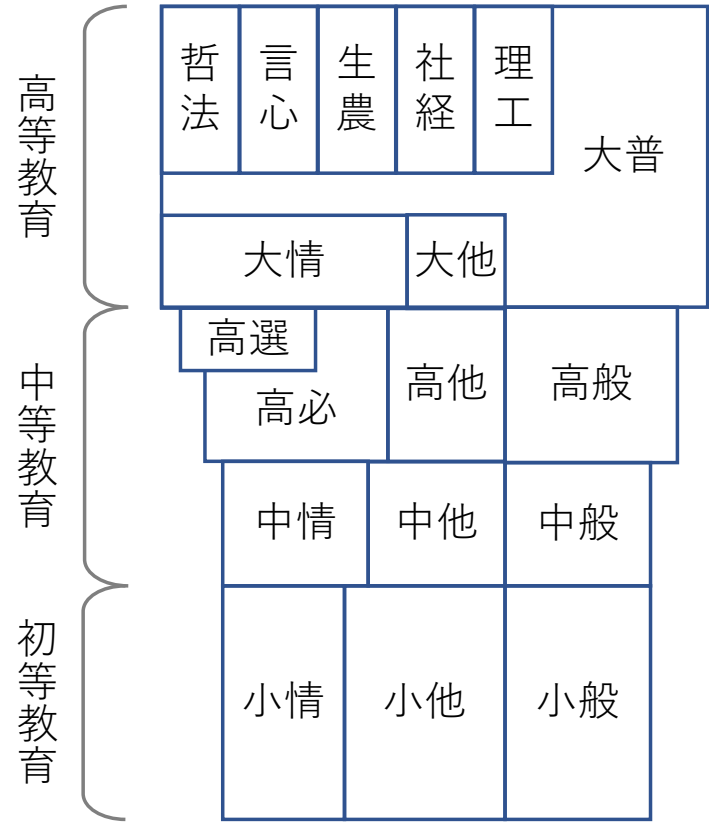 高等教育
哲法
言心
生農
社経
理工
大普
大情
大他
中等教育
高選
高必
高他
高般
中情
中他
中般
初等教育
小情
小他
小般